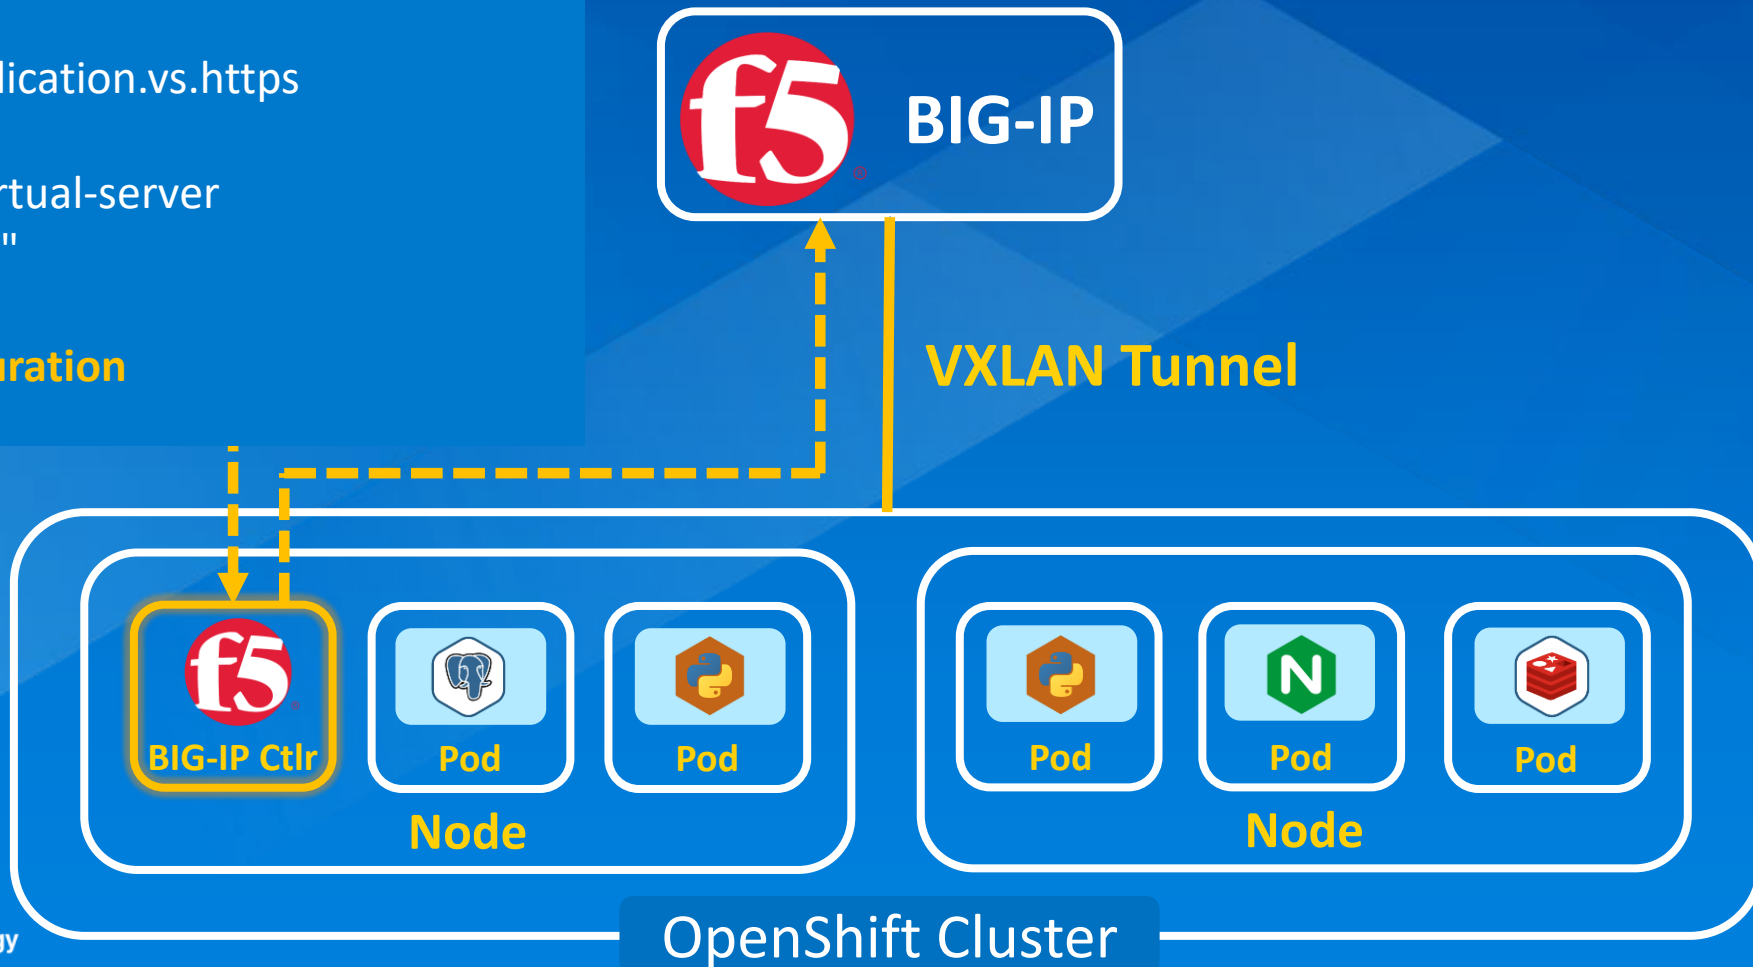 lication.vs.https
rtual-server
"
uration
f5
BIG-IP
VXLAN Tunnel
f5
BIG-IP Ctlr
Pod
Pod
Node
Pod
N
Pod
Pod
Node
OpenShift Cluster
gy